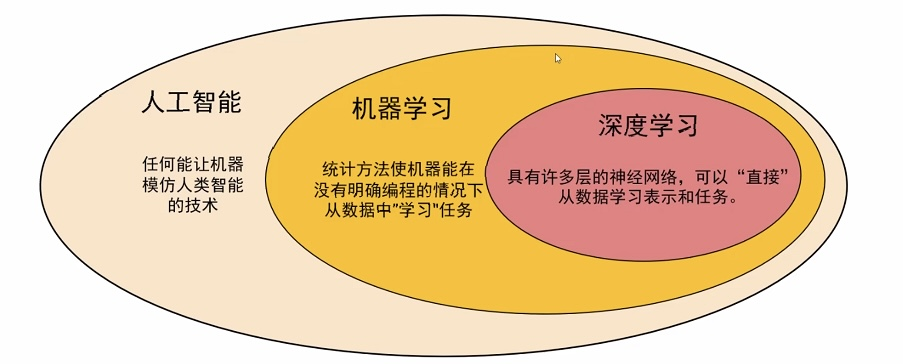 人工智能
任何能让机器
模仿人类智能
的技术
机器学习
统计方法使机器能在
没有明确编程的情况下
从数据中"学习"任务
深度学习
具有许多层的神经网络，可以“直接”
从数据学习表示和任务。